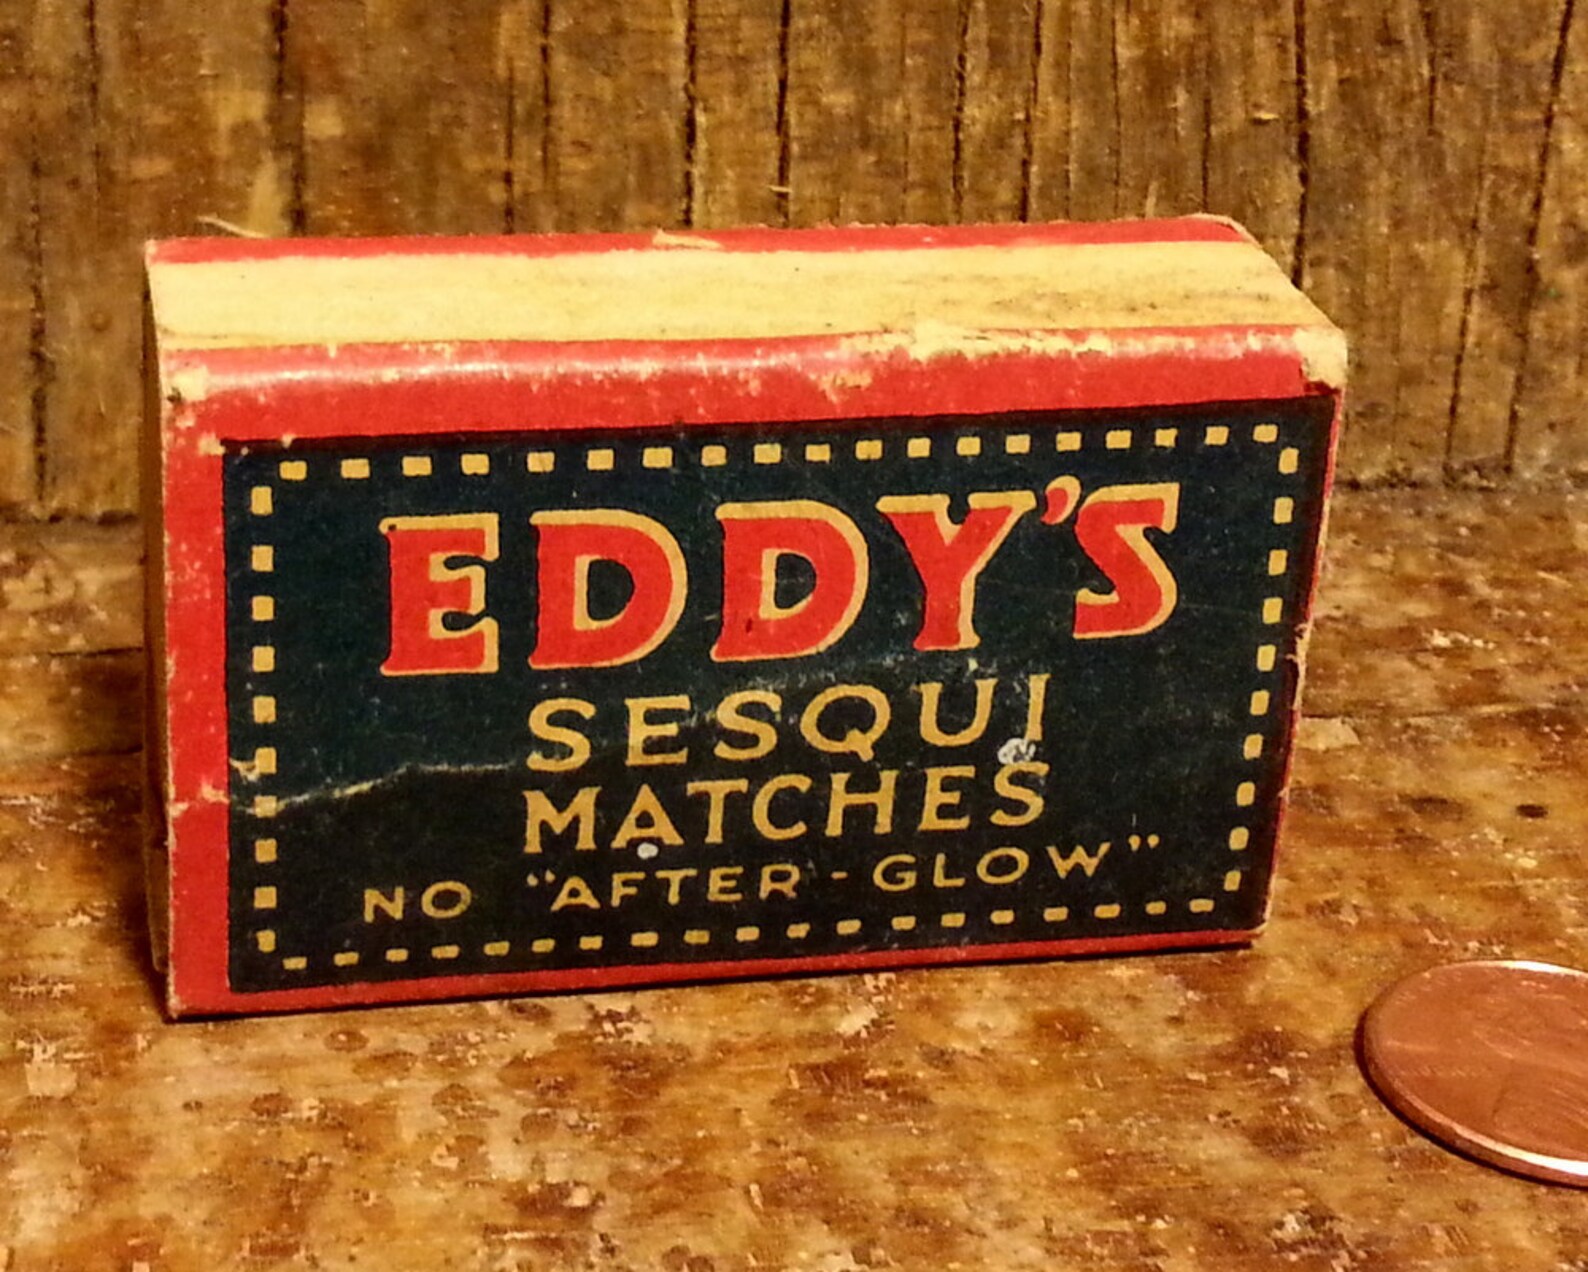 EDDY'S
SESQUI
MATCHES
NO "AFTER-GLOW"